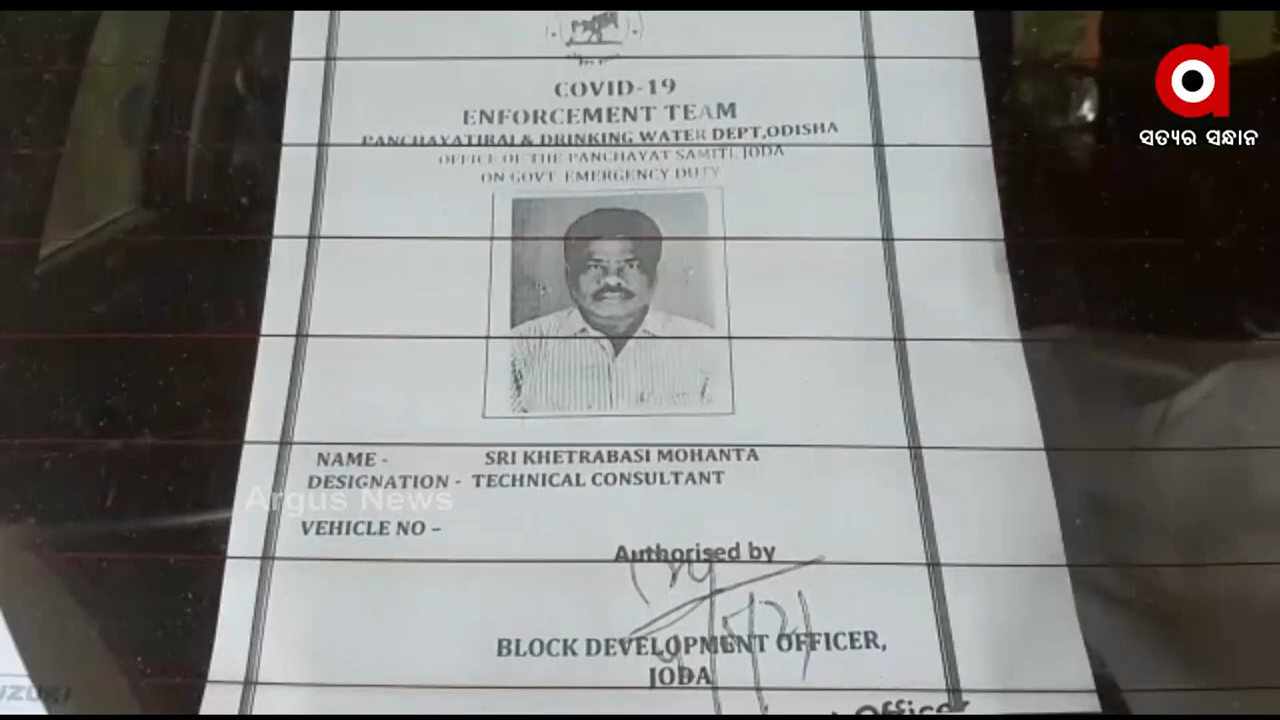 COVID-19
ENFORCEMENT TEAM
PANCHAYATIRAJ & DRINKING WATER DEPT,ODISHA
OFFICE OF THE PANCHAYAT SAMITI, JODA
ON GOVT EMERGENCY DUTY
ସତ୍ୟର ସନ୍ଧାନ
NAME - SRI KHETRABASI MOHANTA
DESIGNATION - TECHNICAL CONSULTANT
Argus News
VEHICLE NO –
Authorised by
BLOCK DEVELOPMENT OFFICER,
JODA
Officer
UZUKI